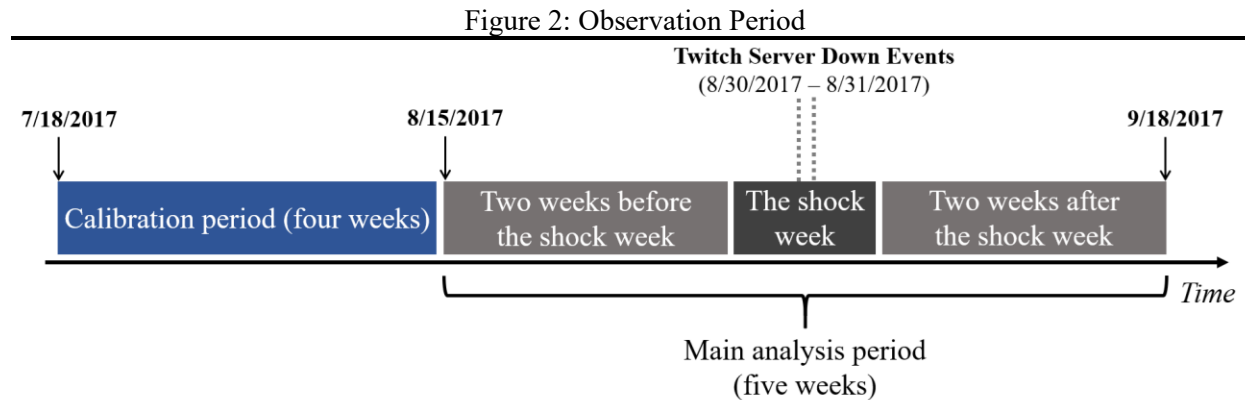 Figure 2: Observation Period
Twitch Server Down Events
(8/30/2017 – 8/31/2017)
7/18/2017
8/15/2017
9/18/2017
Calibration period (four weeks)
Two weeks before
the shock week
The shock
week
Two weeks after
the shock week
Time
Main analysis period
(five weeks)